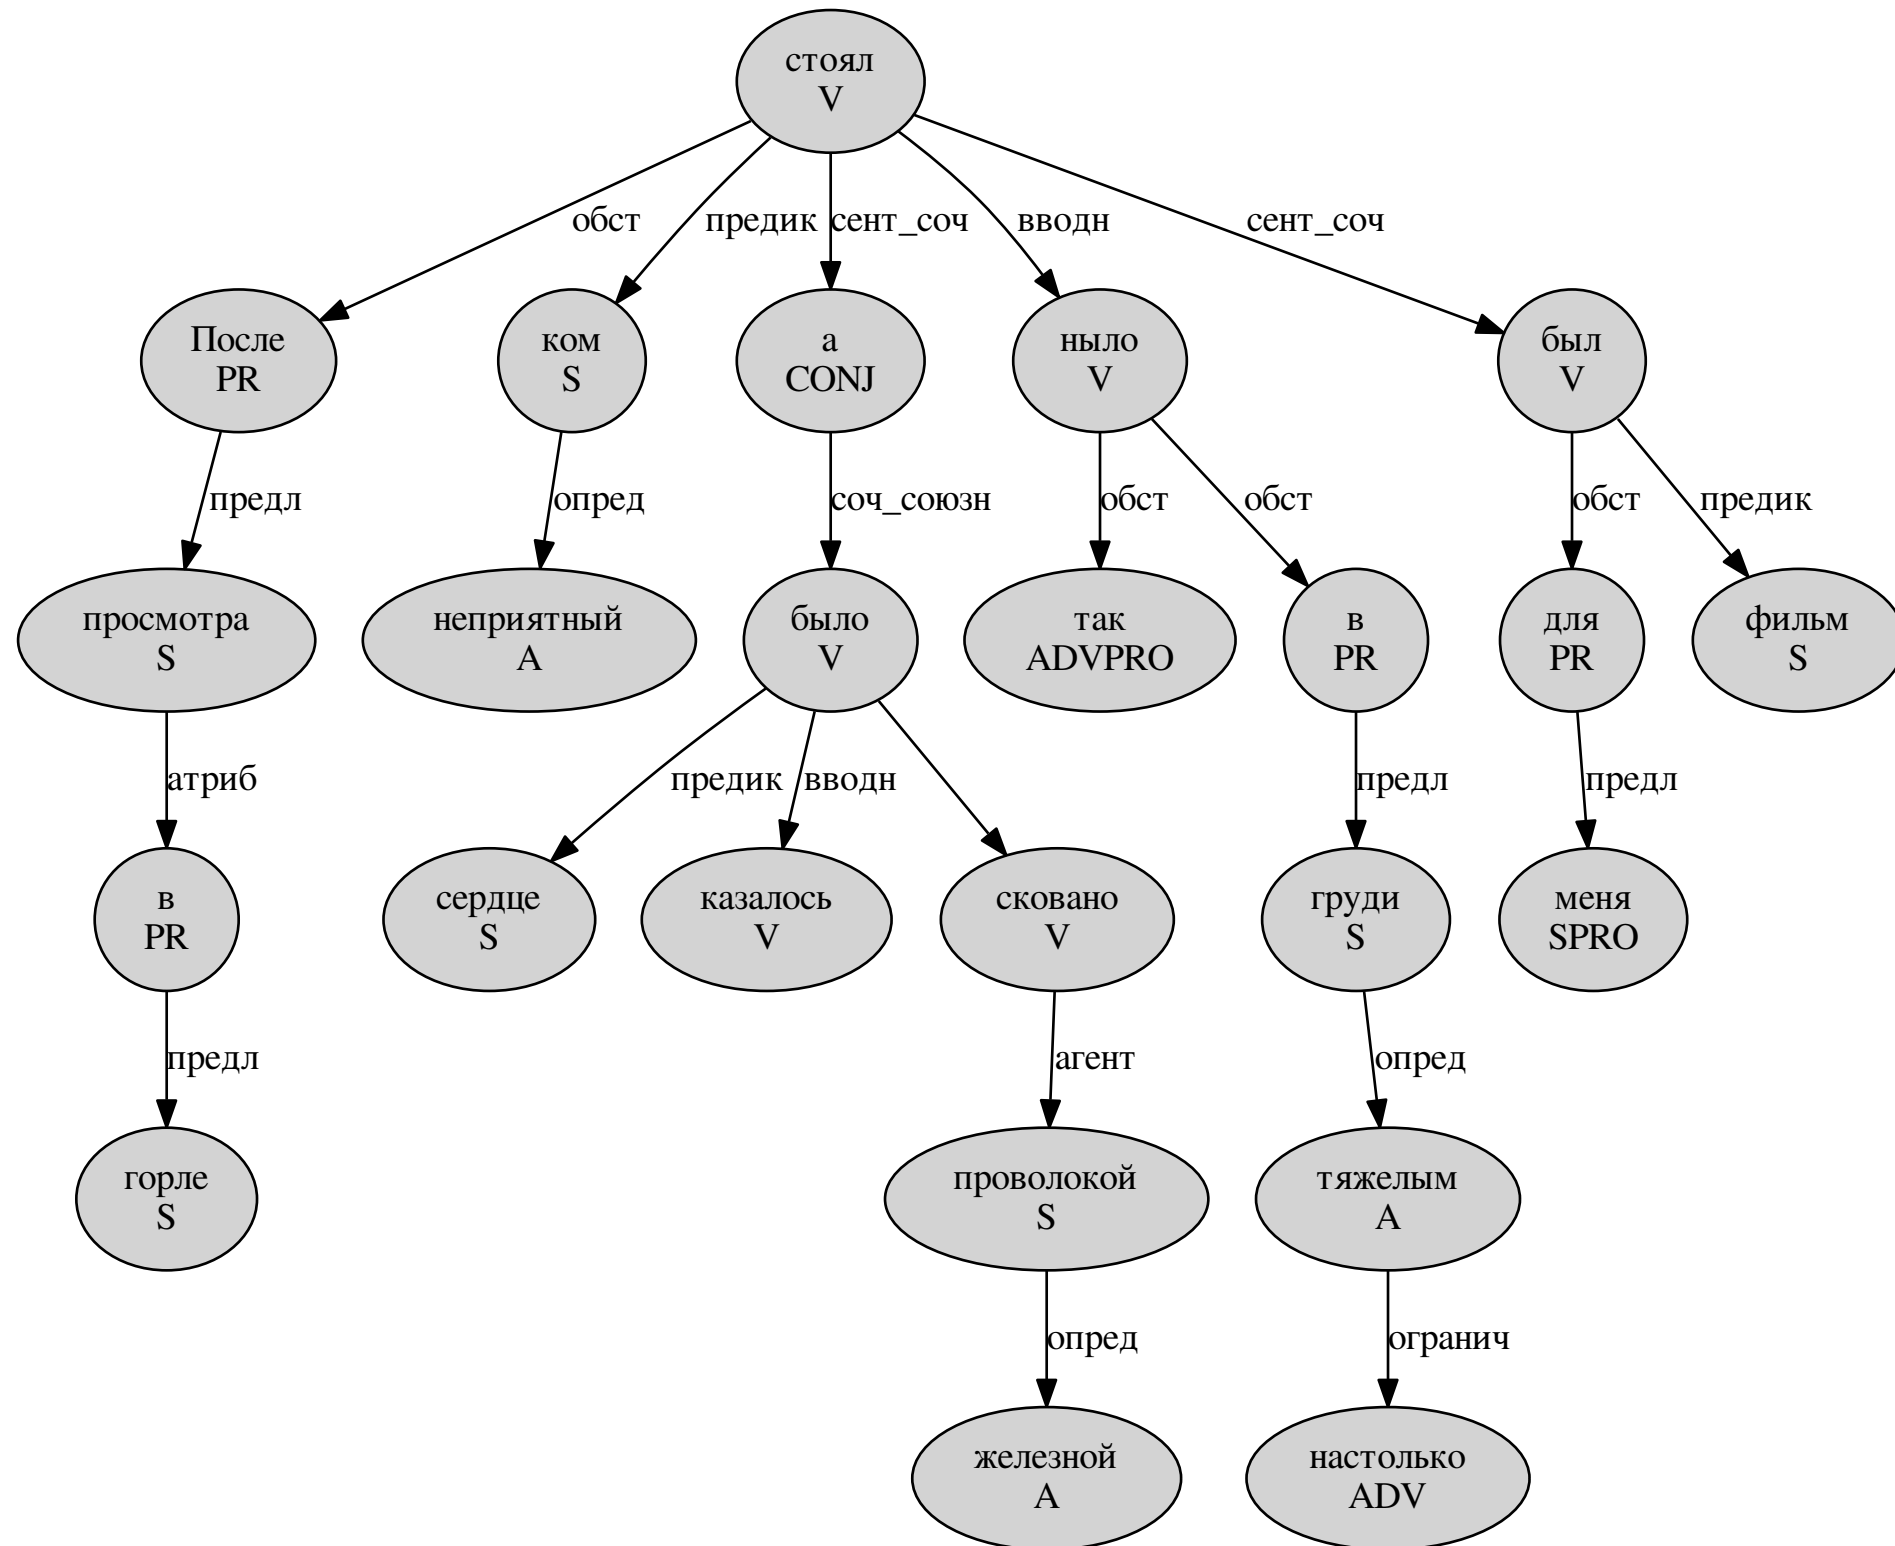 стоял
V
обст
предик
сент_соч
вводн
сент_соч
После
PR
ком
S
а
CONJ
ныло
V
был
V
предл
опред
соч_союзн
обст
обст
обст
предик
просмотра
S
неприятный
A
было
V
так
ADVPRO
в
PR
для
PR
фильм
S
атриб
предик
вводн
предл
предл
в
PR
сердце
S
казалось
V
сковано
V
груди
S
меня
SPRO
предл
агент
опред
горле
S
проволокой
S
тяжелым
A
опред
огранич
железной
A
настолько
ADV